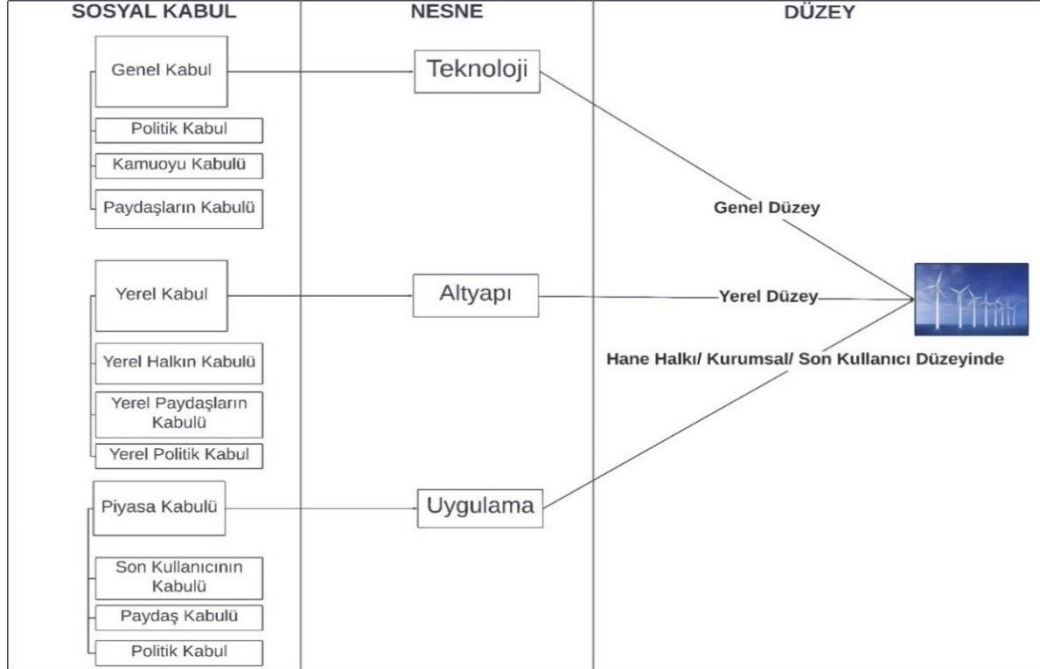 SOSYAL KABUL
NESNE
DÜZEY
Genel Kabul
Teknoloji
Politik Kabul
Kamuoyu Kabulü
Paydaşların Kabulü
Genel Düzey
Yerel Kabul
Altyapı
Yerel Düzey
Yerel Halkın Kabulü
Hane Halkı/ Kurumsal/ Son Kullanıcı Düzeyinde
Yerel Paydaşların
Kabulü
Yerel Politik Kabul
Piyasa Kabulü
Uygulama
Son Kullanıcının
Kabulü
Paydaş Kabulü
Politik Kabul